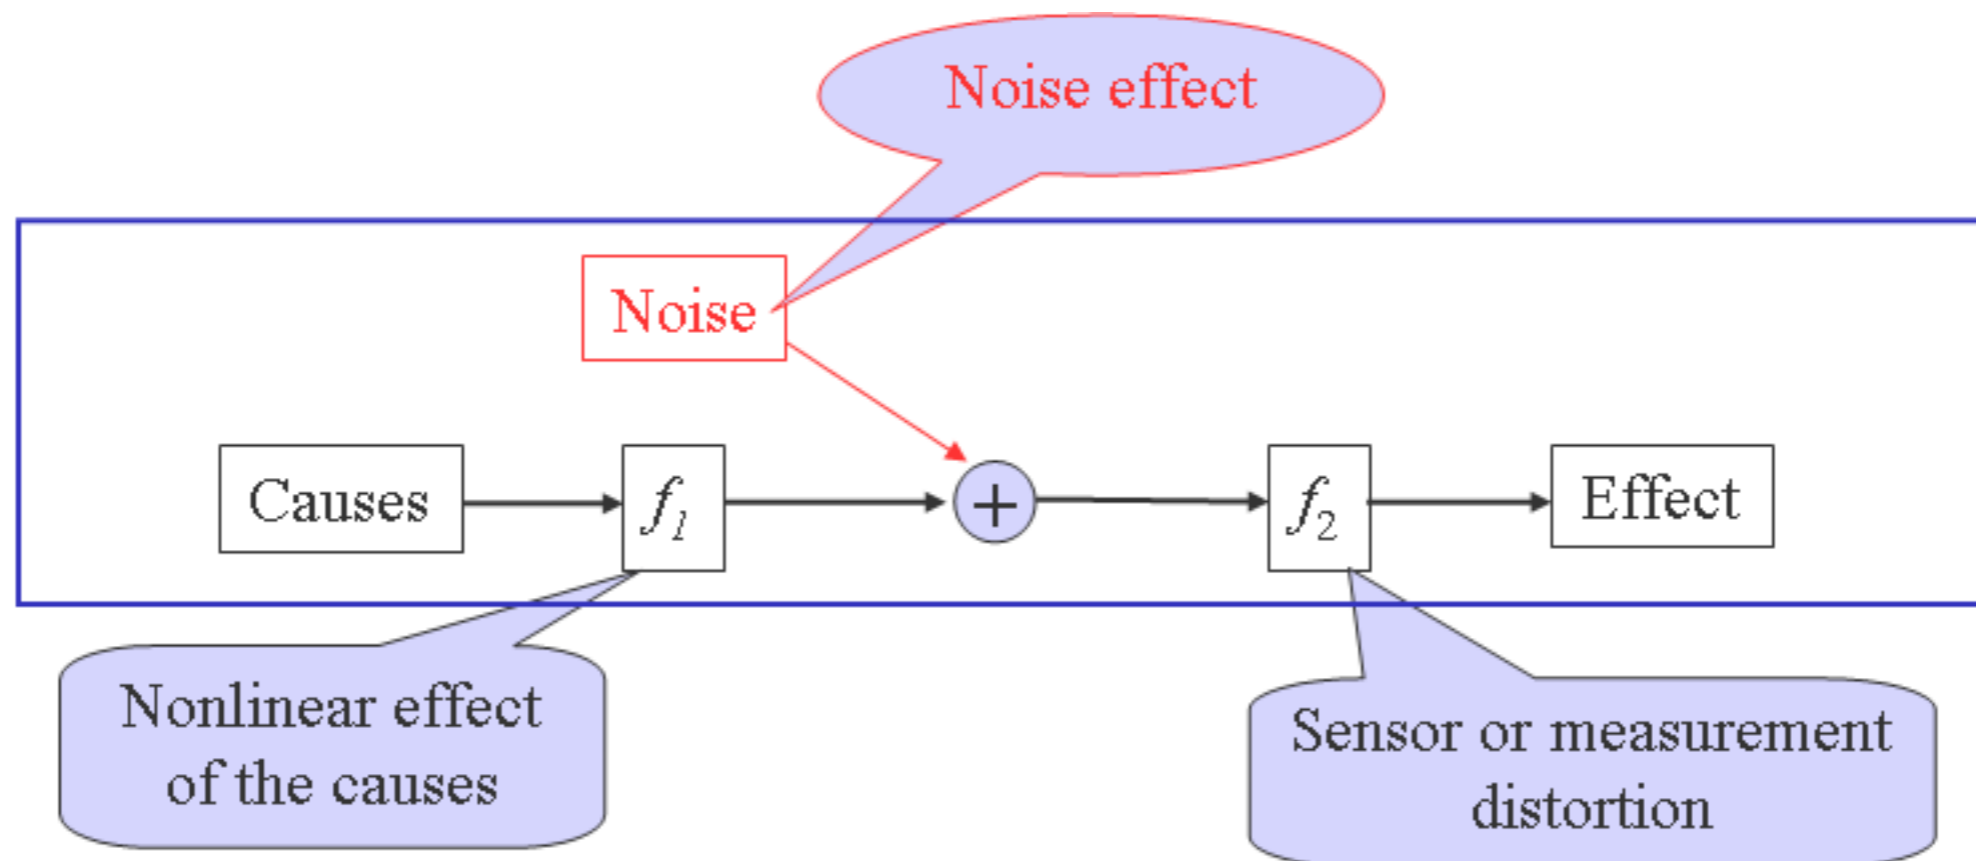 Noise effect
Noise
Causes
f1
+
f2
Effect
Nonlinear effect
of the causes
Sensor or measurement
distortion